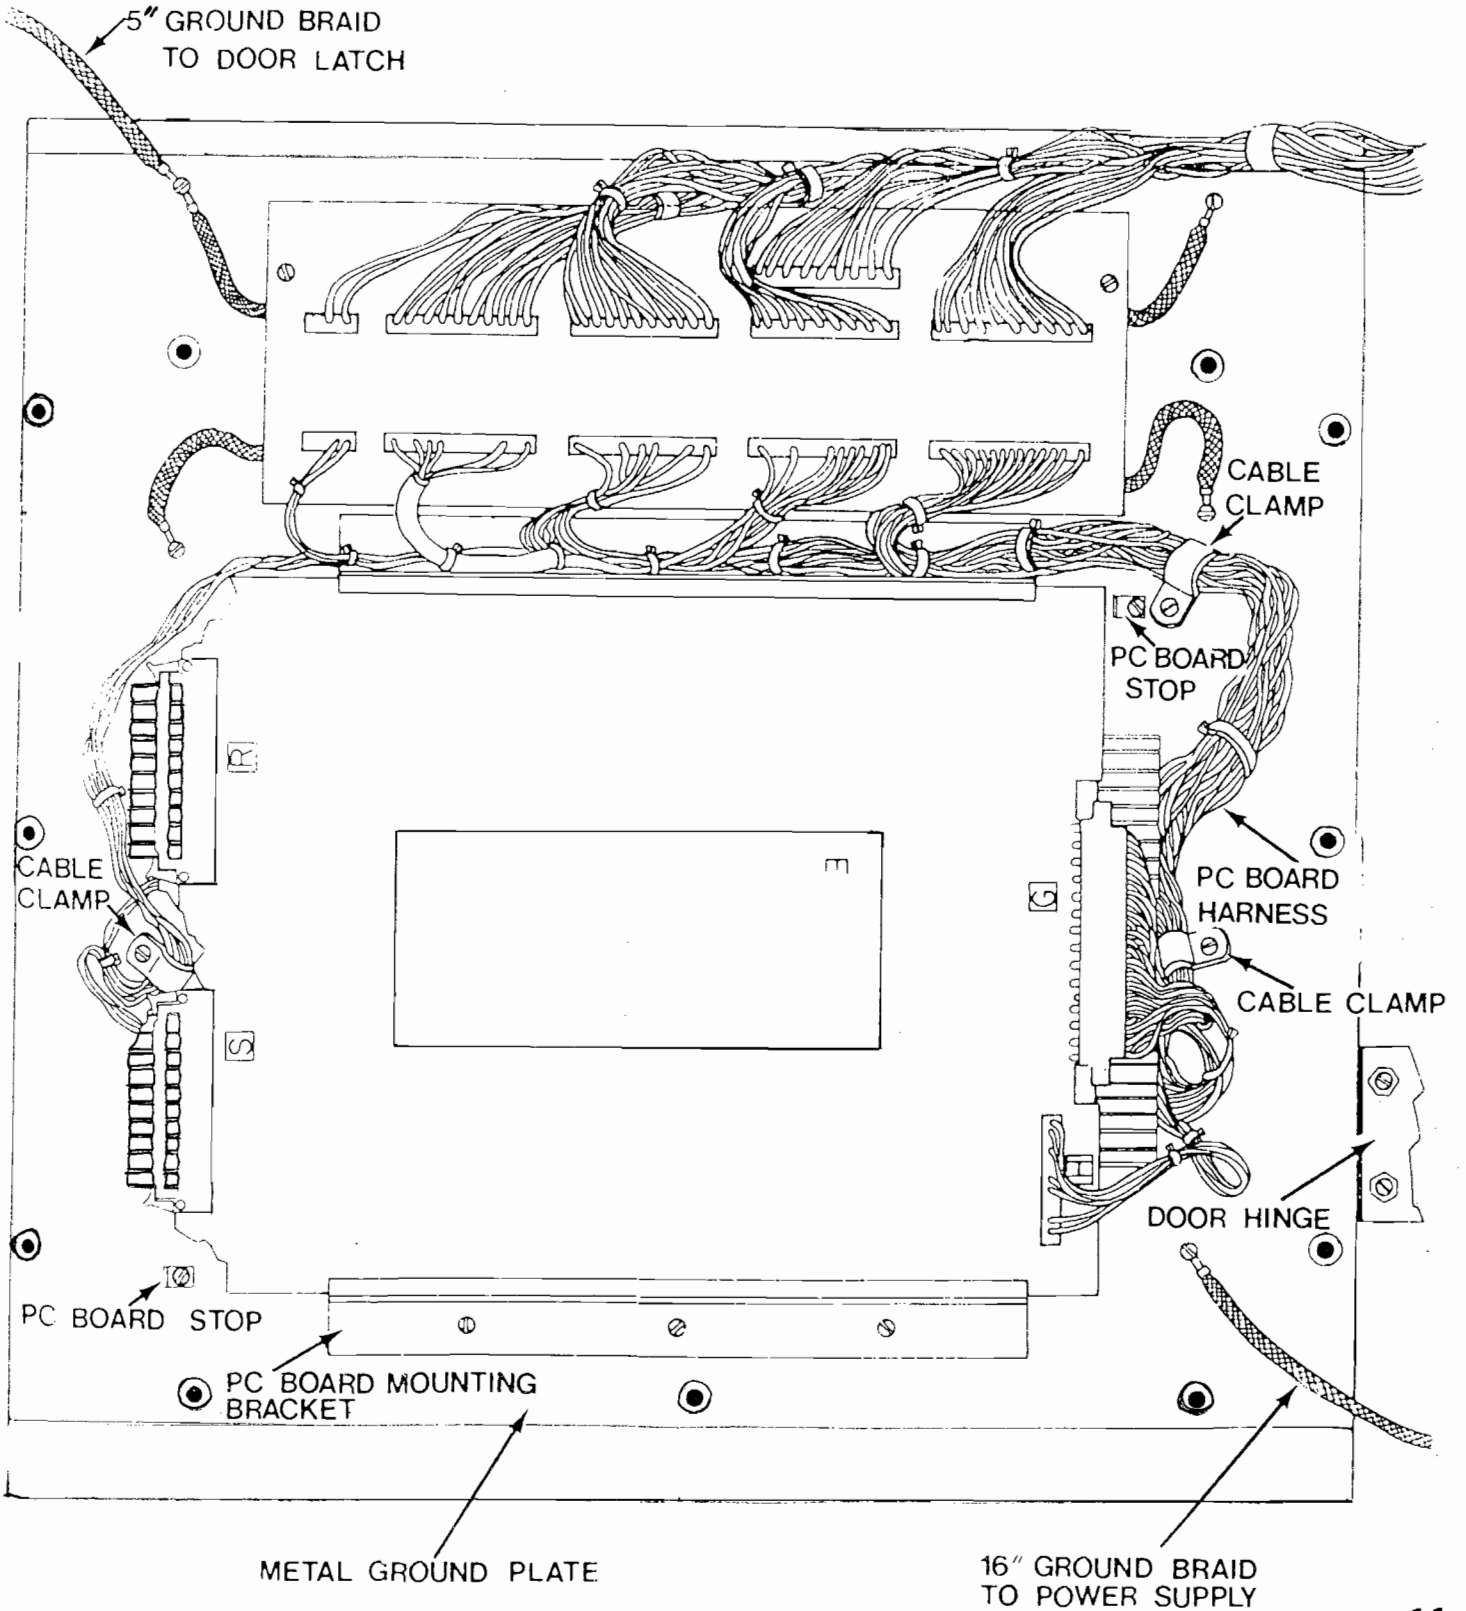 5" GROUND BRAID
TO DOOR LATCH
CABLE
CLAMP
PC BOARD
STOP
R
E
CABLE
CLAMP
G
PC BOARD
HARNESS
CABLE CLAMP
S
DOOR HINGE
PC BOARD STOP
PC BOARD MOUNTING
BRACKET
METAL GROUND PLATE
16" GROUND BRAID
TO POWER SUPPLY